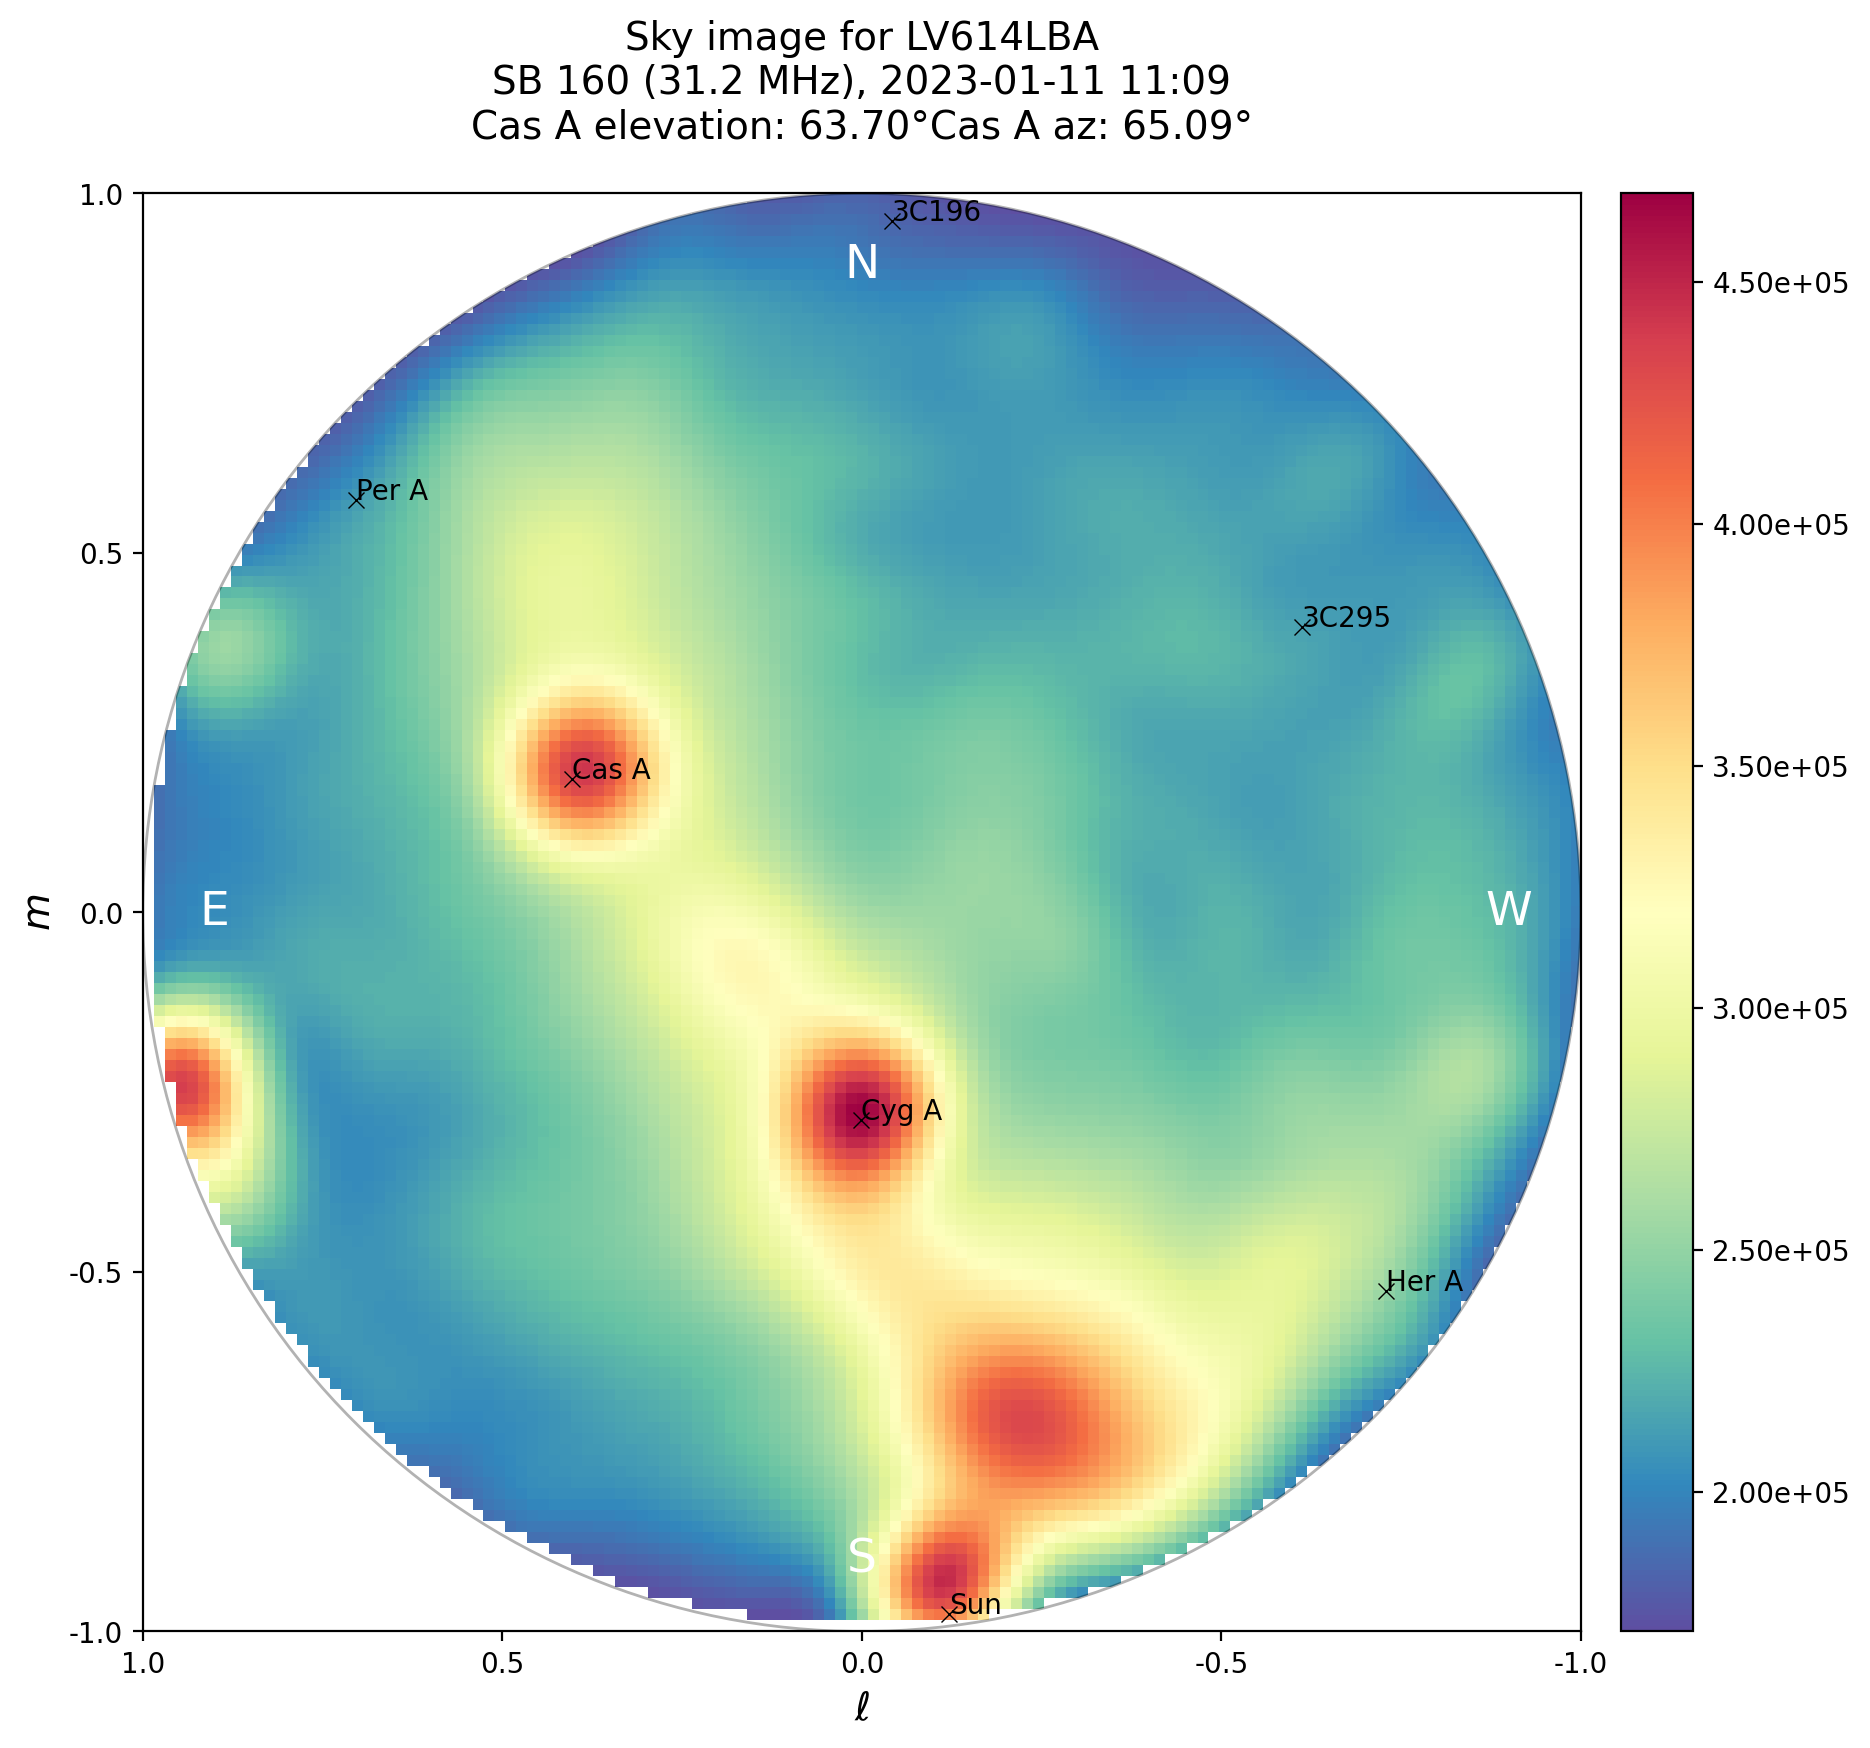 Sky image for LV614LBA
SB 160 (31.2 MHz), 2023-01-11 11:09
Cas A elevation: 63.70°Cas A az: 65.09°
1.0
0.5
0.0
-0.5
-1.0
m
3C196
N
Per A
3C295
Cas A
E
W
Cyg A
Her A
S
Sun
1.0
0.5
0.0
-0.5
-1.0
ℓ
4.50e+05
4.00e+05
3.50e+05
3.00e+05
2.50e+05
2.00e+05